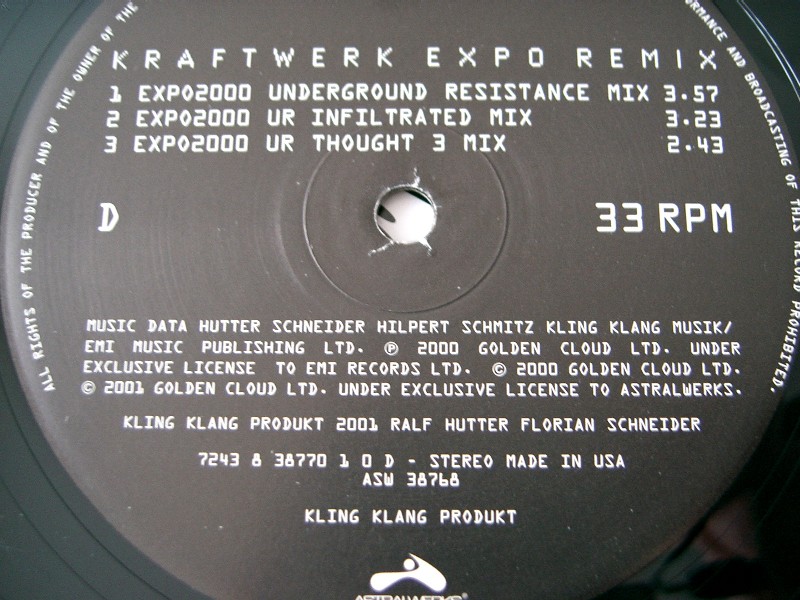 KRAFTWERK EXPO REMIX
1 EXPO2000 UNDERGROUND RESISTANCE MIX 3.57
2 EXPO2000 UR INFILTRATED MIX 3.23
3 EXPO2000 UR THOUGHT 3 MIX 2.43
D 33 RPM
MUSIC DATA HUTTER SCHNEIDER HILPERT SCHMITZ KLING KLANG MUSIK/
EMI MUSIC PUBLISHING LTD. ℗ 2000 GOLDEN CLOUD LTD. UNDER
EXCLUSIVE LICENSE TO EMI RECORDS LTD. © 2000 GOLDEN CLOUD LTD.
© 2001 GOLDEN CLOUD LTD. UNDER EXCLUSIVE LICENSE TO ASTRALWERKS.
KLING KLANG PRODUKT 2001 RALF HUTTER FLORIAN SCHNEIDER
7243 8 38770 1 0 D - STEREO MADE IN USA
ASW 38768
KLING KLANG PRODUKT
ASTRALWERKS
ALL RIGHTS OF THE PRODUCER AND OF THE OWNER OF THE
AND BROADCASTING OF THIS RECORD PROHIBITED.